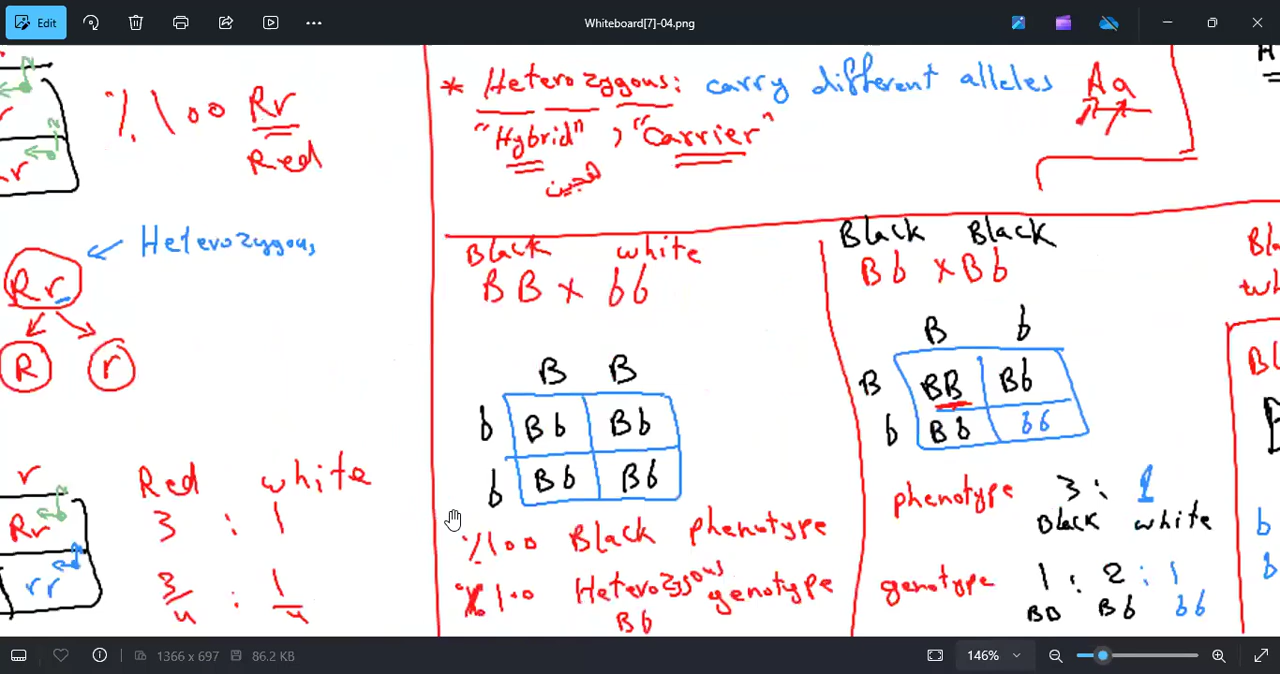 Edit
Whiteboard[7]-04.png
* Heterozygous: carry different alleles Aa
"Hybrid", "Carrier"
هجين
% 100 Rr
Red
Heterozygous
Rr
R r
r
Rr
rr
Red white
3 : 1
3/4 : 1/4
Black white
BB x bb
B B
b Bb Bb
b Bb Bb
%100 Black phenotype
%100 Heterozygous genotype
Bb
Black Black
Bb x Bb
B b
B BB Bb
b Bb bb
phenotype 3 : 1
Black white
genotype 1 : 2 : 1
BB Bb bb
b
b
1366 x 697
86.2 KB
146%